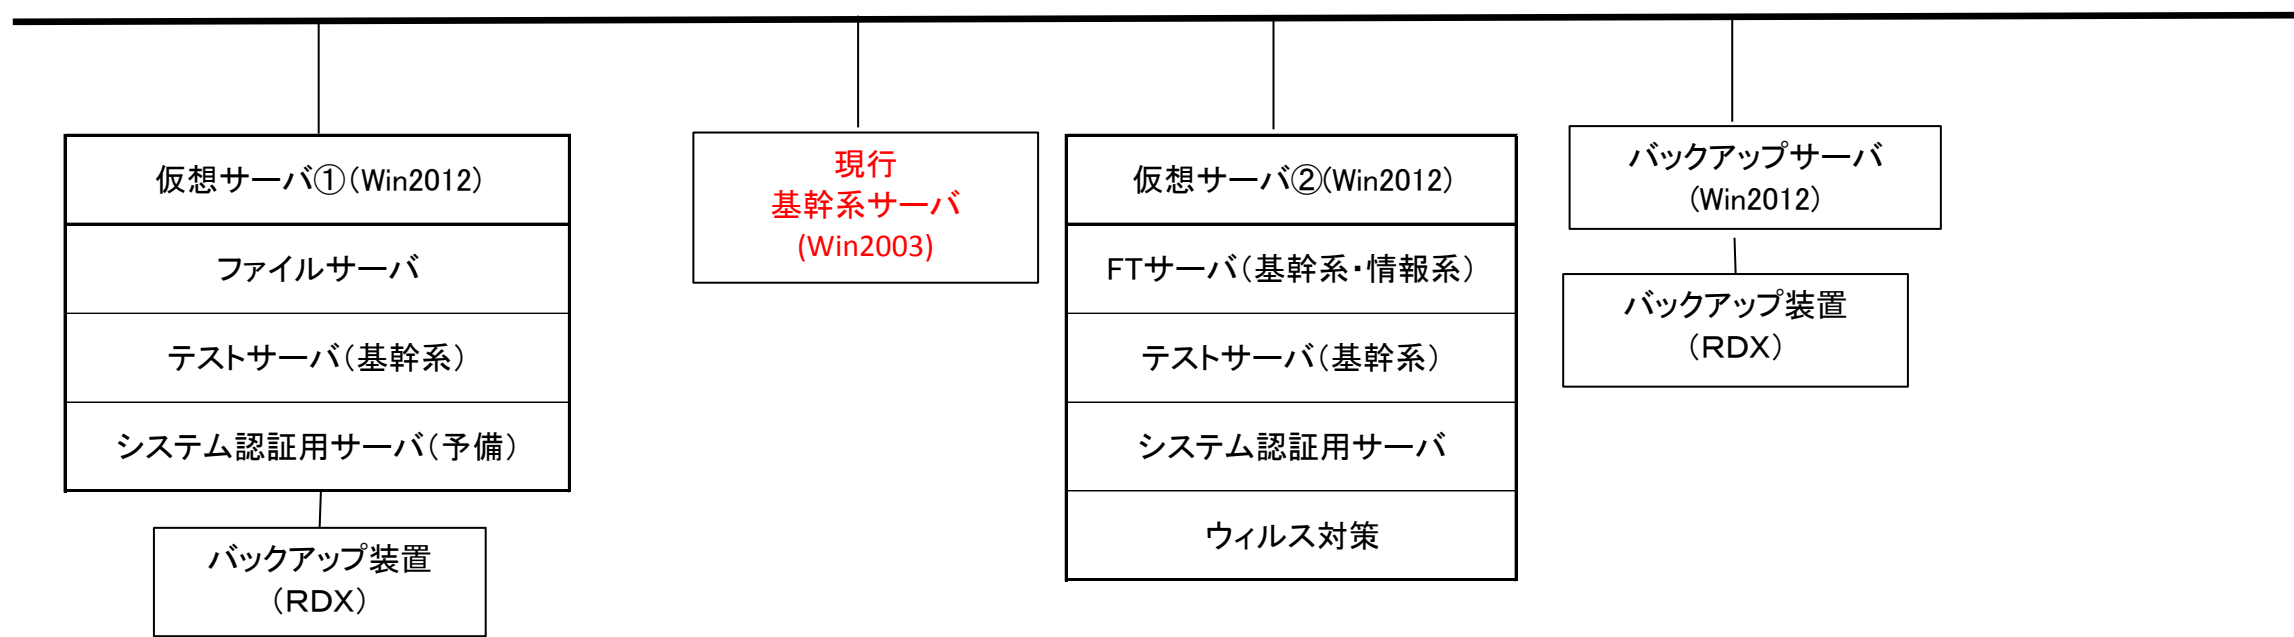 仮想サーバ①(Win2012)
ファイルサーバ
テストサーバ(基幹系)
システム認証用サーバ(予備)
バックアップ装置
(RDX)
現行
基幹系サーバ
(Win2003)
仮想サーバ②(Win2012)
FTサーバ(基幹系・情報系)
テストサーバ(基幹系)
システム認証用サーバ
ウィルス対策
バックアップサーバ
(Win2012)
バックアップ装置
(RDX)